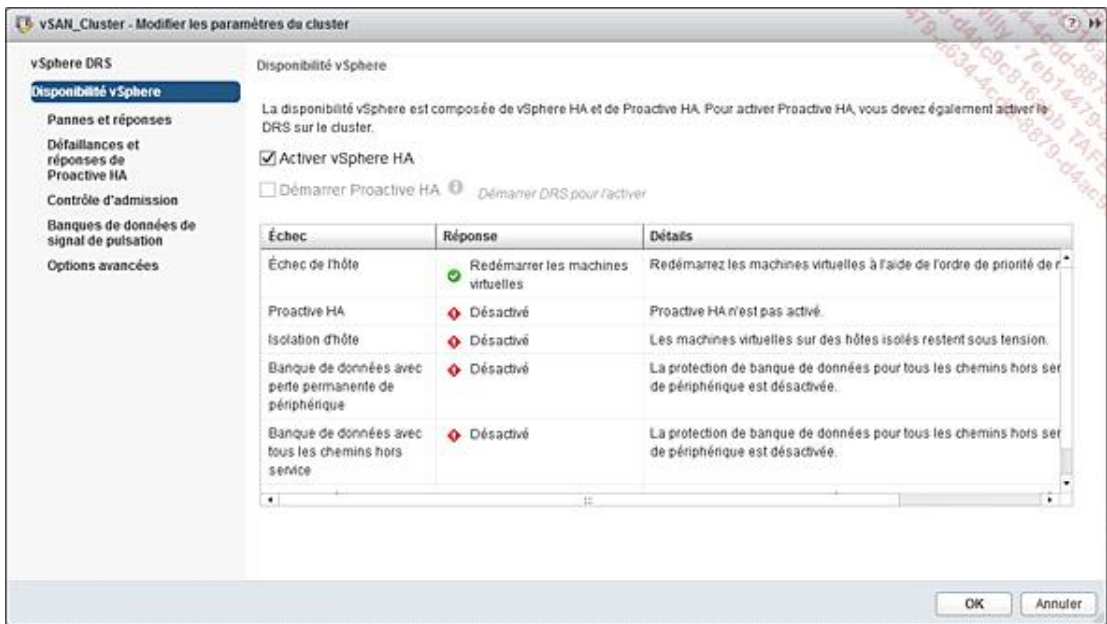 vSAN_Cluster - Modifier les paramètres du cluster
vSphere DRS
Disponibilité vSphere
Pannes et réponses
Défaillances et
réponses de
Proactive HA
Contrôle d'admission
Banques de données de
signal de pulsation
Options avancées
Disponibilité vSphere
La disponibilité vSphere est composée de vSphere HA et de Proactive HA. Pour activer Proactive HA, vous devez également activer le
DRS sur le cluster.
Activer vSphere HA
Démarrer Proactive HA
Démarrer DRS pour l'activer
Échec
Réponse
Détails
Échec de l'hôte
Redémarrer les machines
virtuelles
Redémarrez les machines virtuelles à l'aide de l'ordre de priorité de r
Proactive HA
Désactivé
Proactive HA n'est pas activé.
Isolation d'hôte
Désactivé
Les machines virtuelles sur des hôtes isolés restent sous tension.
Banque de données avec
perte permanente de
périphérique
Désactivé
La protection de banque de données pour tous les chemins hors ser
de périphérique est désactivée.
Banque de données avec
tous les chemins hors
service
Désactivé
La protection de banque de données pour tous les chemins hors ser
de périphérique est désactivée.
OK
Annuler